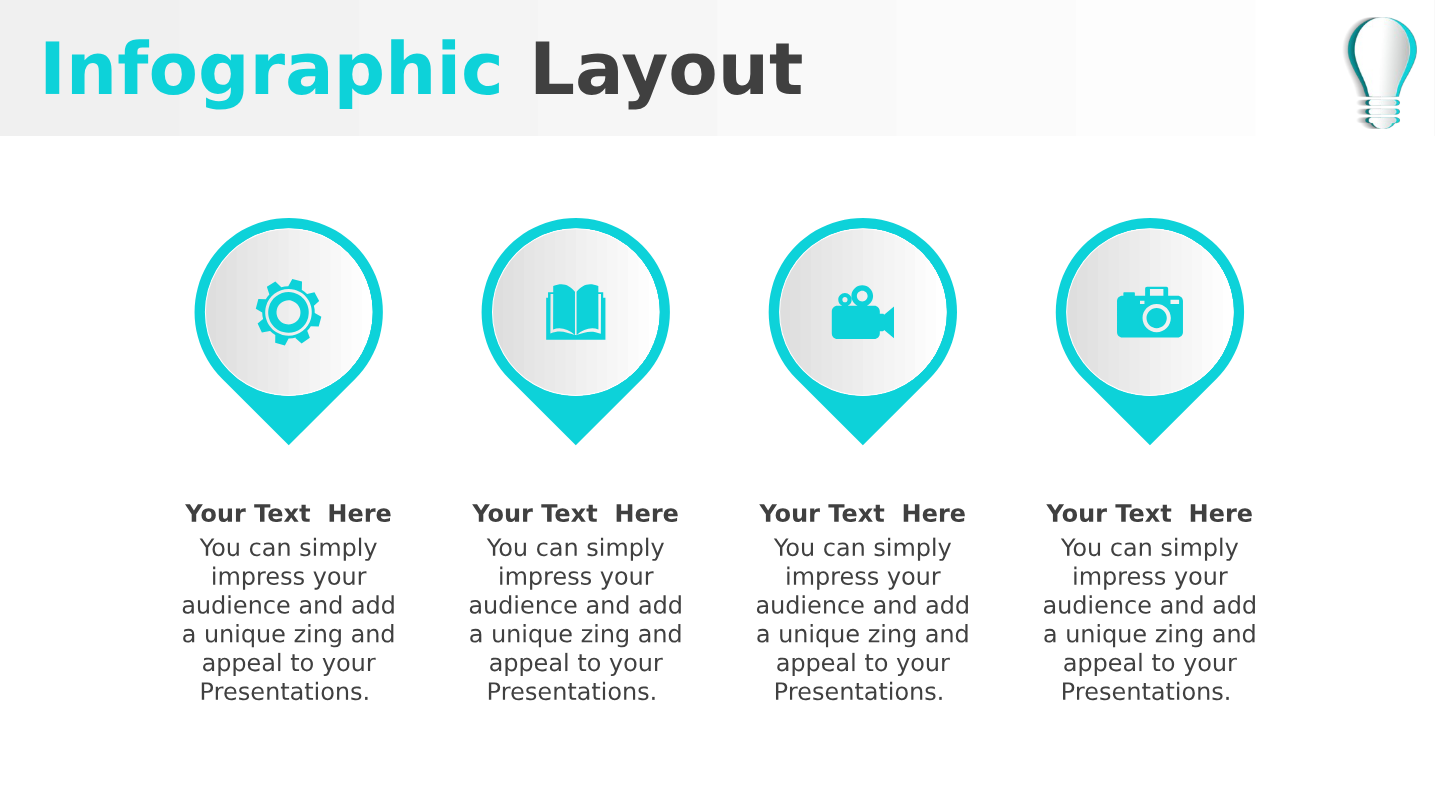 Infographic Layout
Your Text  Here
You can simply
impress your
audience and add
a unique zing and
appeal to your
Presentations.
Your Text  Here
You can simply
impress your
audience and add
a unique zing and
appeal to your
Presentations.
Your Text  Here
You can simply
impress your
audience and add
a unique zing and
appeal to your
Presentations.
Your Text  Here
You can simply
impress your
audience and add
a unique zing and
appeal to your
Presentations.